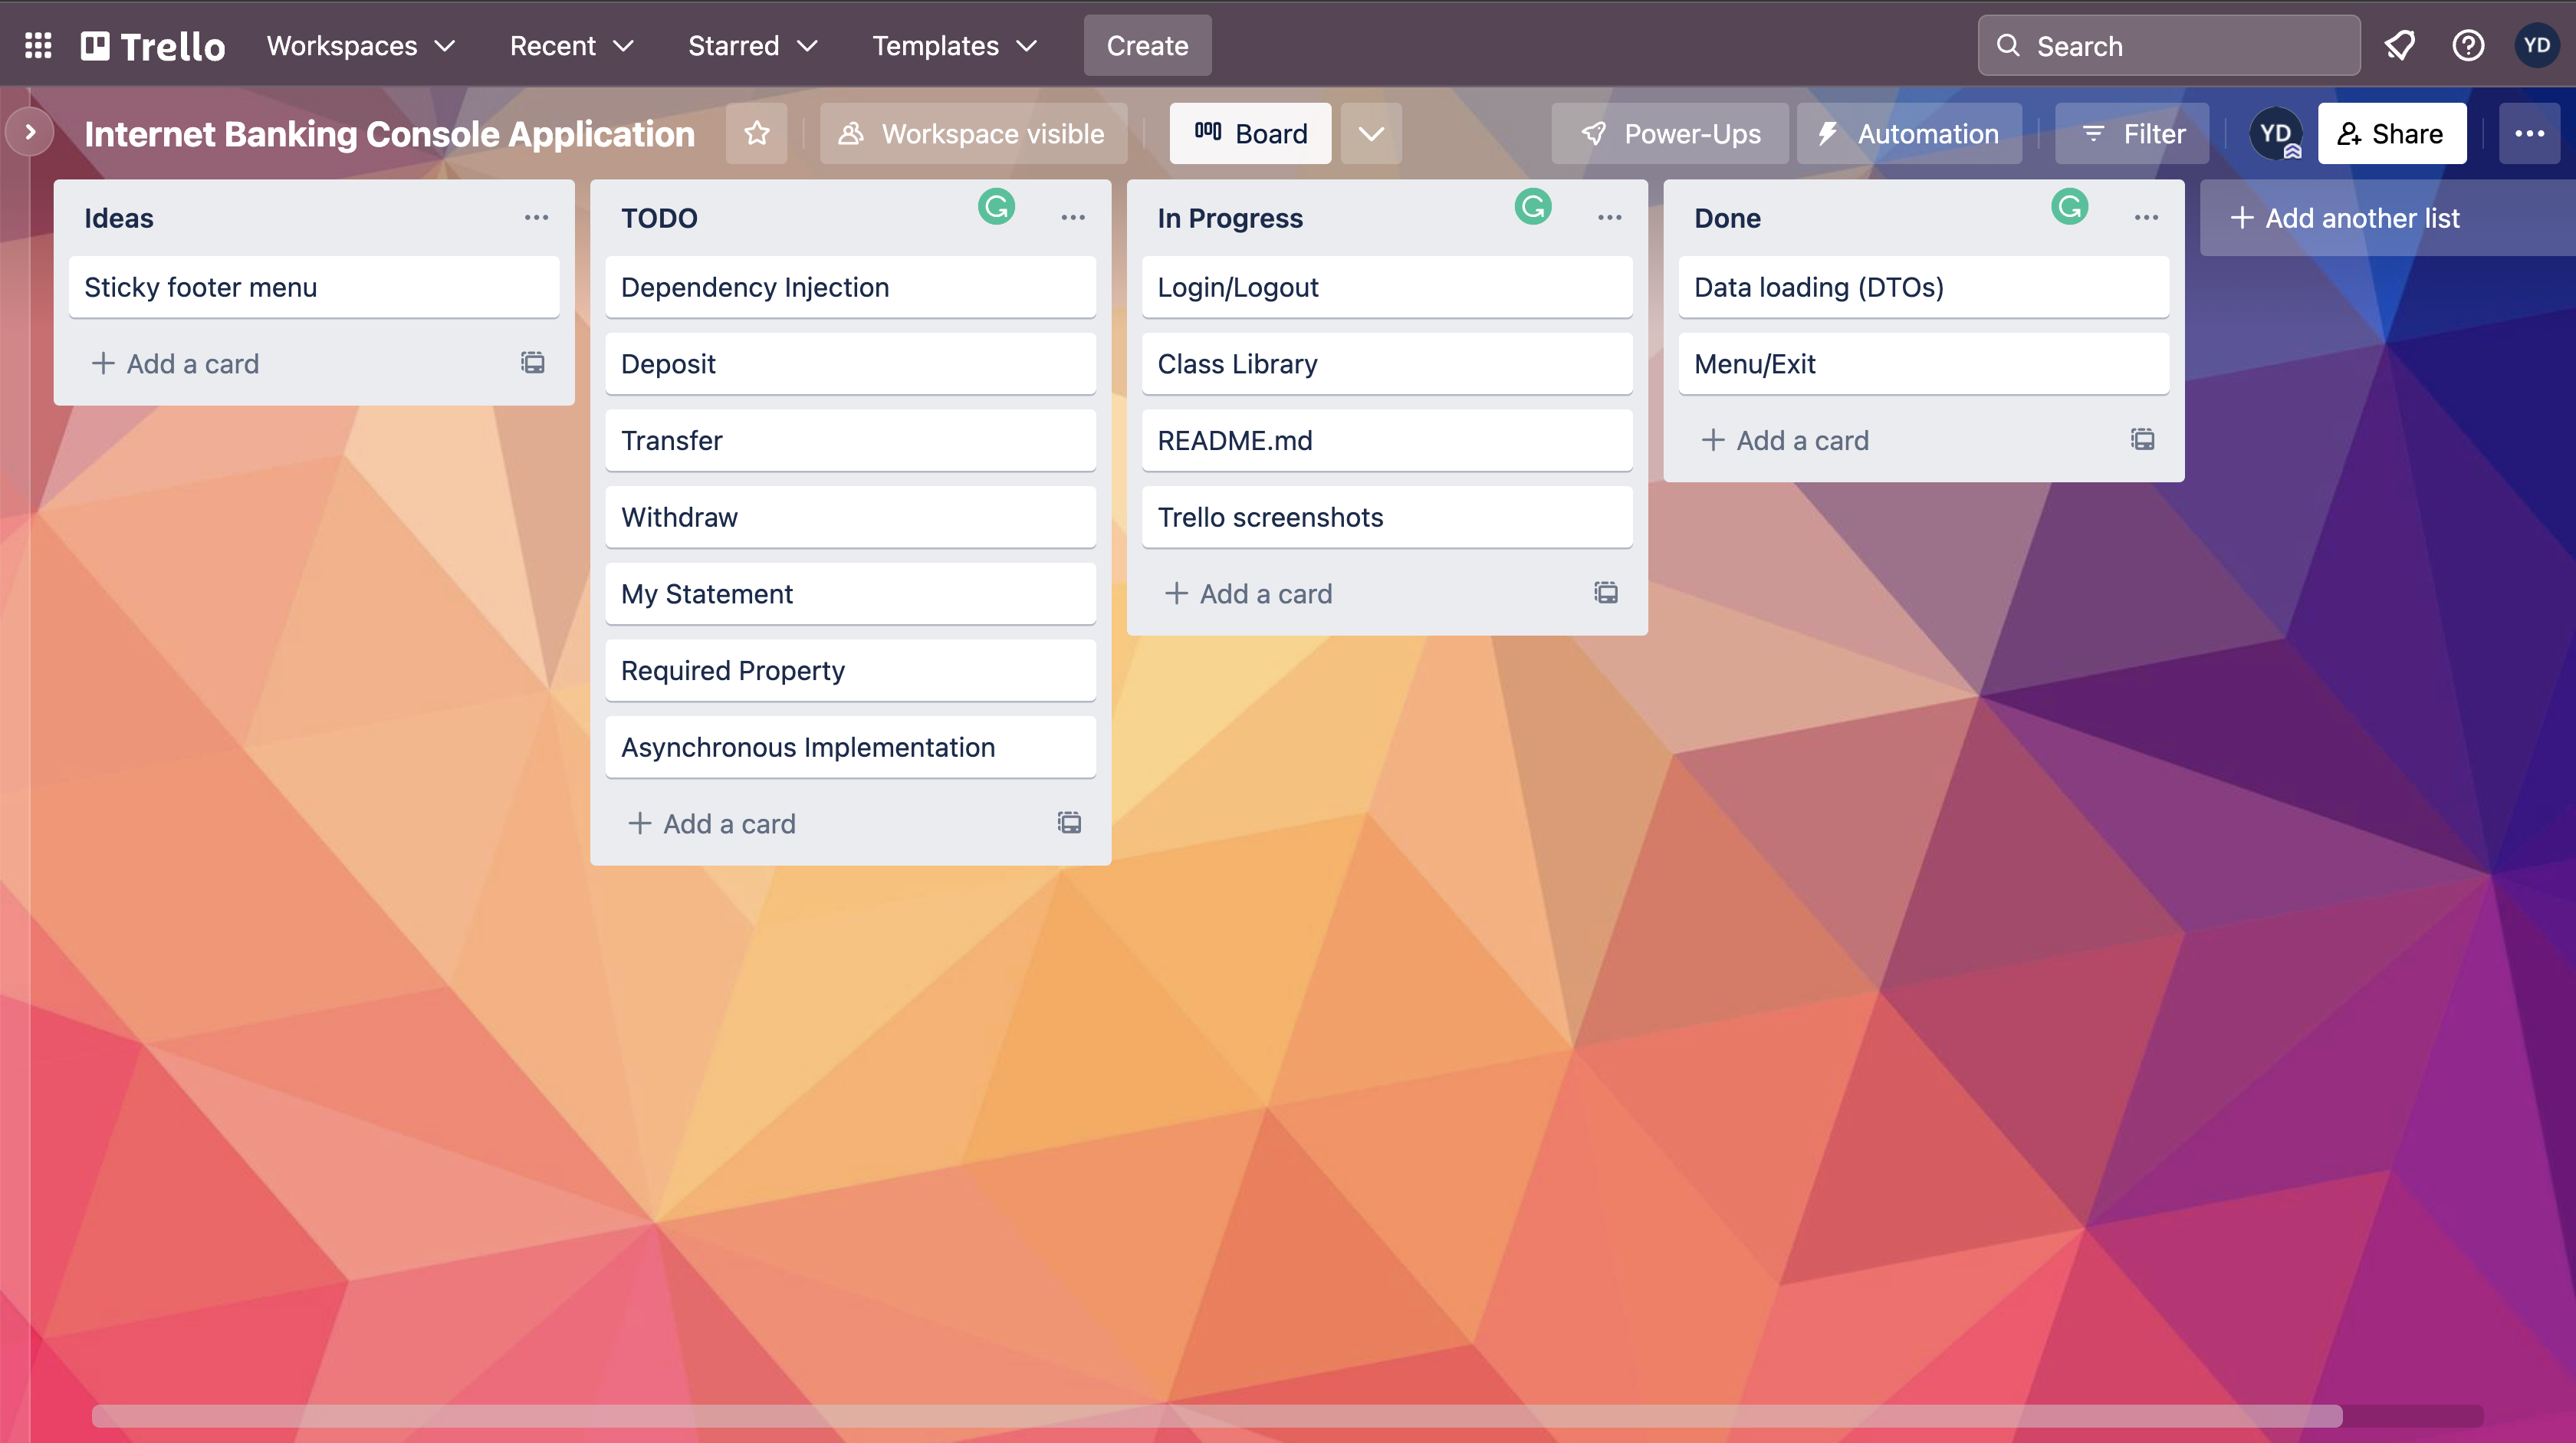 Trello Workspaces Recent Starred Templates Create Search YD
Internet Banking Console Application Workspace visible Board Power-Ups Automation Filter YD Share
Ideas
Sticky footer menu
Add a card
TODO
Dependency Injection
Deposit
Transfer
Withdraw
My Statement
Required Property
Asynchronous Implementation
Add a card
In Progress
Login/Logout
Class Library
README.md
Trello screenshots
Add a card
Done
Data loading (DTOs)
Menu/Exit
Add a card
Add another list